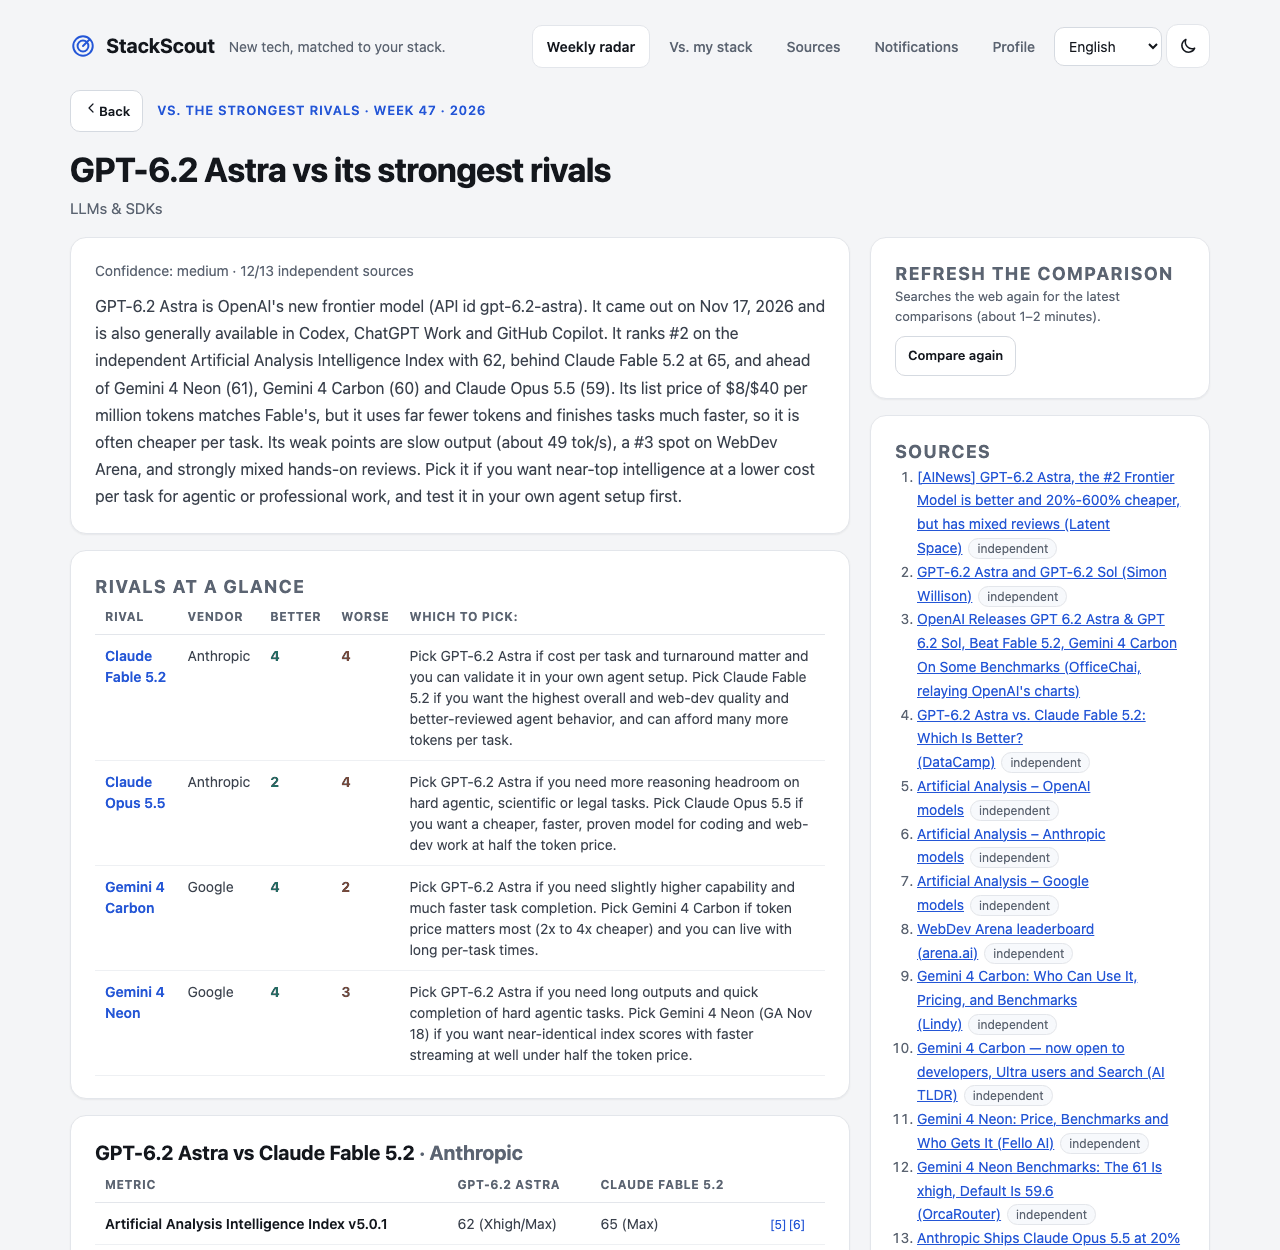 StackScout
New tech, matched to your stack.
Weekly radar
Vs. my stack
Sources
Notifications
Profile
English
Back
VS. THE STRONGEST RIVALS · WEEK 47 · 2026
GPT-6.2 Astra vs its strongest rivals
LLMs & SDKs
Confidence: medium · 12/13 independent sources
GPT-6.2 Astra is OpenAI's new frontier model (API id gpt-6.2-astra). It came out on Nov 17, 2026 and
is also generally available in Codex, ChatGPT Work and GitHub Copilot. It ranks #2 on the
independent Artificial Analysis Intelligence Index with 62, behind Claude Fable 5.2 at 65, and ahead
of Gemini 4 Neon (61), Gemini 4 Carbon (60) and Claude Opus 5.5 (59). Its list price of $8/$40 per
million tokens matches Fable's, but it uses far fewer tokens and finishes tasks much faster, so it is
often cheaper per task. Its weak points are slow output (about 49 tok/s), a #3 spot on WebDev
Arena, and strongly mixed hands-on reviews. Pick it if you want near-top intelligence at a lower cost
per task for agentic or professional work, and test it in your own agent setup first.
RIVALS AT A GLANCE
RIVAL VENDOR BETTER WORSE WHICH TO PICK:
Claude Anthropic 4 4 Pick GPT-6.2 Astra if cost per task and turnaround matter and
Fable 5.2 you can validate it in your own agent setup. Pick Claude Fable
5.2 if you want the highest overall and web-dev quality and
better-reviewed agent behavior, and can afford many more
tokens per task.
Claude Anthropic 2 4 Pick GPT-6.2 Astra if you need more reasoning headroom on
Opus 5.5 hard agentic, scientific or legal tasks. Pick Claude Opus 5.5 if
you want a cheaper, faster, proven model for coding and web-
dev work at half the token price.
Gemini 4 Google 4 2 Pick GPT-6.2 Astra if you need slightly higher capability and
Carbon much faster task completion. Pick Gemini 4 Carbon if token
price matters most (2x to 4x cheaper) and you can live with
long per-task times.
Gemini 4 Google 4 3 Pick GPT-6.2 Astra if you need long outputs and quick
Neon completion of hard agentic tasks. Pick Gemini 4 Neon (GA Nov
18) if you want near-identical index scores with faster
streaming at well under half the token price.
GPT-6.2 Astra vs Claude Fable 5.2 · Anthropic
METRIC GPT-6.2 ASTRA CLAUDE FABLE 5.2
Artificial Analysis Intelligence Index v5.0.1 62 (Xhigh/Max) 65 (Max) [5] [6]
REFRESH THE COMPARISON
Searches the web again for the latest
comparisons (about 1–2 minutes).
Compare again
SOURCES
1. [AINews] GPT-6.2 Astra, the #2 Frontier
Model is better and 20%-600% cheaper,
but has mixed reviews (Latent
Space) independent
2. GPT-6.2 Astra and GPT-6.2 Sol (Simon
Willison) independent
3. OpenAI Releases GPT 6.2 Astra & GPT
6.2 Sol, Beat Fable 5.2, Gemini 4 Carbon
On Some Benchmarks (OfficeChai,
relaying OpenAI's charts)
4. GPT-6.2 Astra vs. Claude Fable 5.2:
Which Is Better?
(DataCamp) independent
5. Artificial Analysis – OpenAI
models independent
6. Artificial Analysis – Anthropic
models independent
7. Artificial Analysis – Google
models independent
8. WebDev Arena leaderboard
(arena.ai) independent
9. Gemini 4 Carbon: Who Can Use It,
Pricing, and Benchmarks
(Lindy) independent
10. Gemini 4 Carbon — now open to
developers, Ultra users and Search (AI
TLDR) independent
11. Gemini 4 Neon: Price, Benchmarks and
Who Gets It (Fello AI) independent
12. Gemini 4 Neon Benchmarks: The 61 Is
xhigh, Default Is 59.6
(OrcaRouter) independent
13. Anthropic Ships Claude Opus 5.5 at 20%